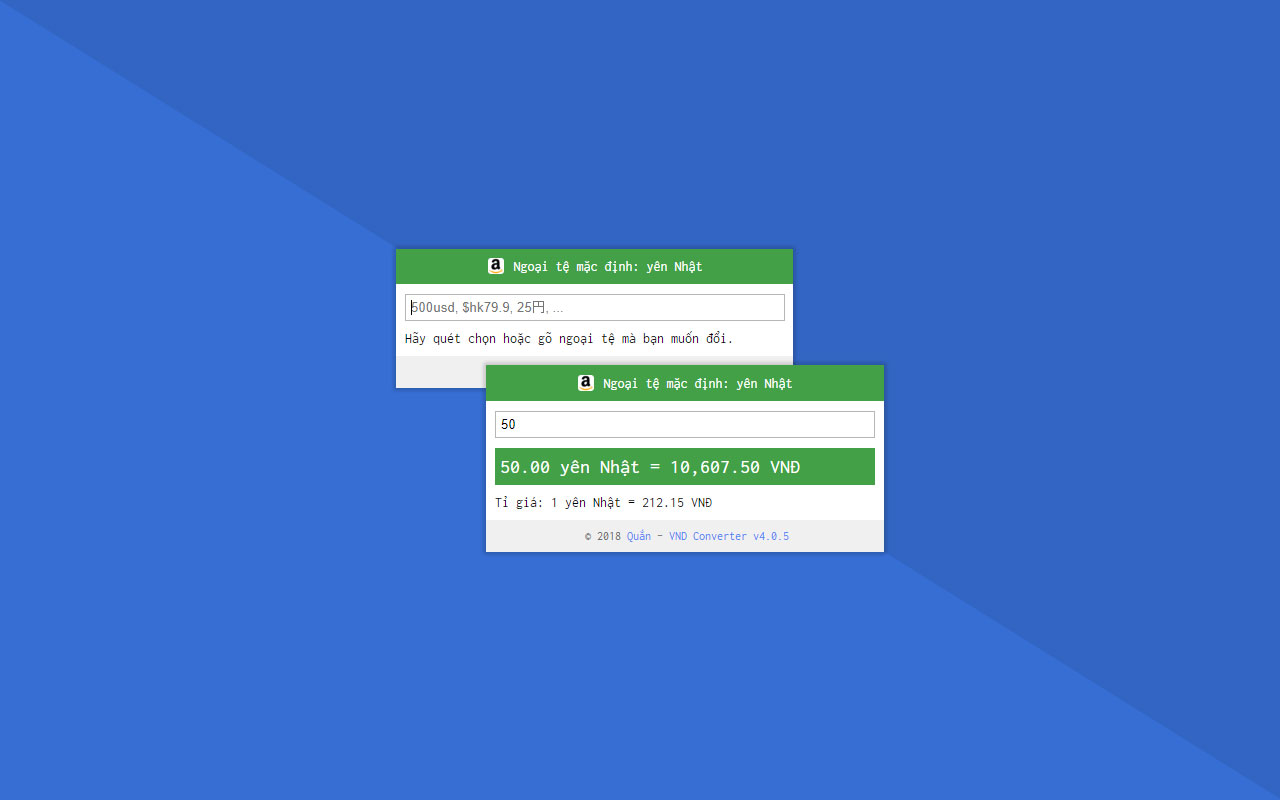 a Ngoại tệ mặc định: yên Nhật
500usd, $hk79.9, 25円, ...
Hãy quét chọn hoặc gõ ngoại tệ mà bạn muốn đổi.
a Ngoại tệ mặc định: yên Nhật
50
50.00 yên Nhật = 10,607.50 VNĐ
Tỉ giá: 1 yên Nhật = 212.15 VNĐ
© 2018 Quắn - VND Converter v4.0.5